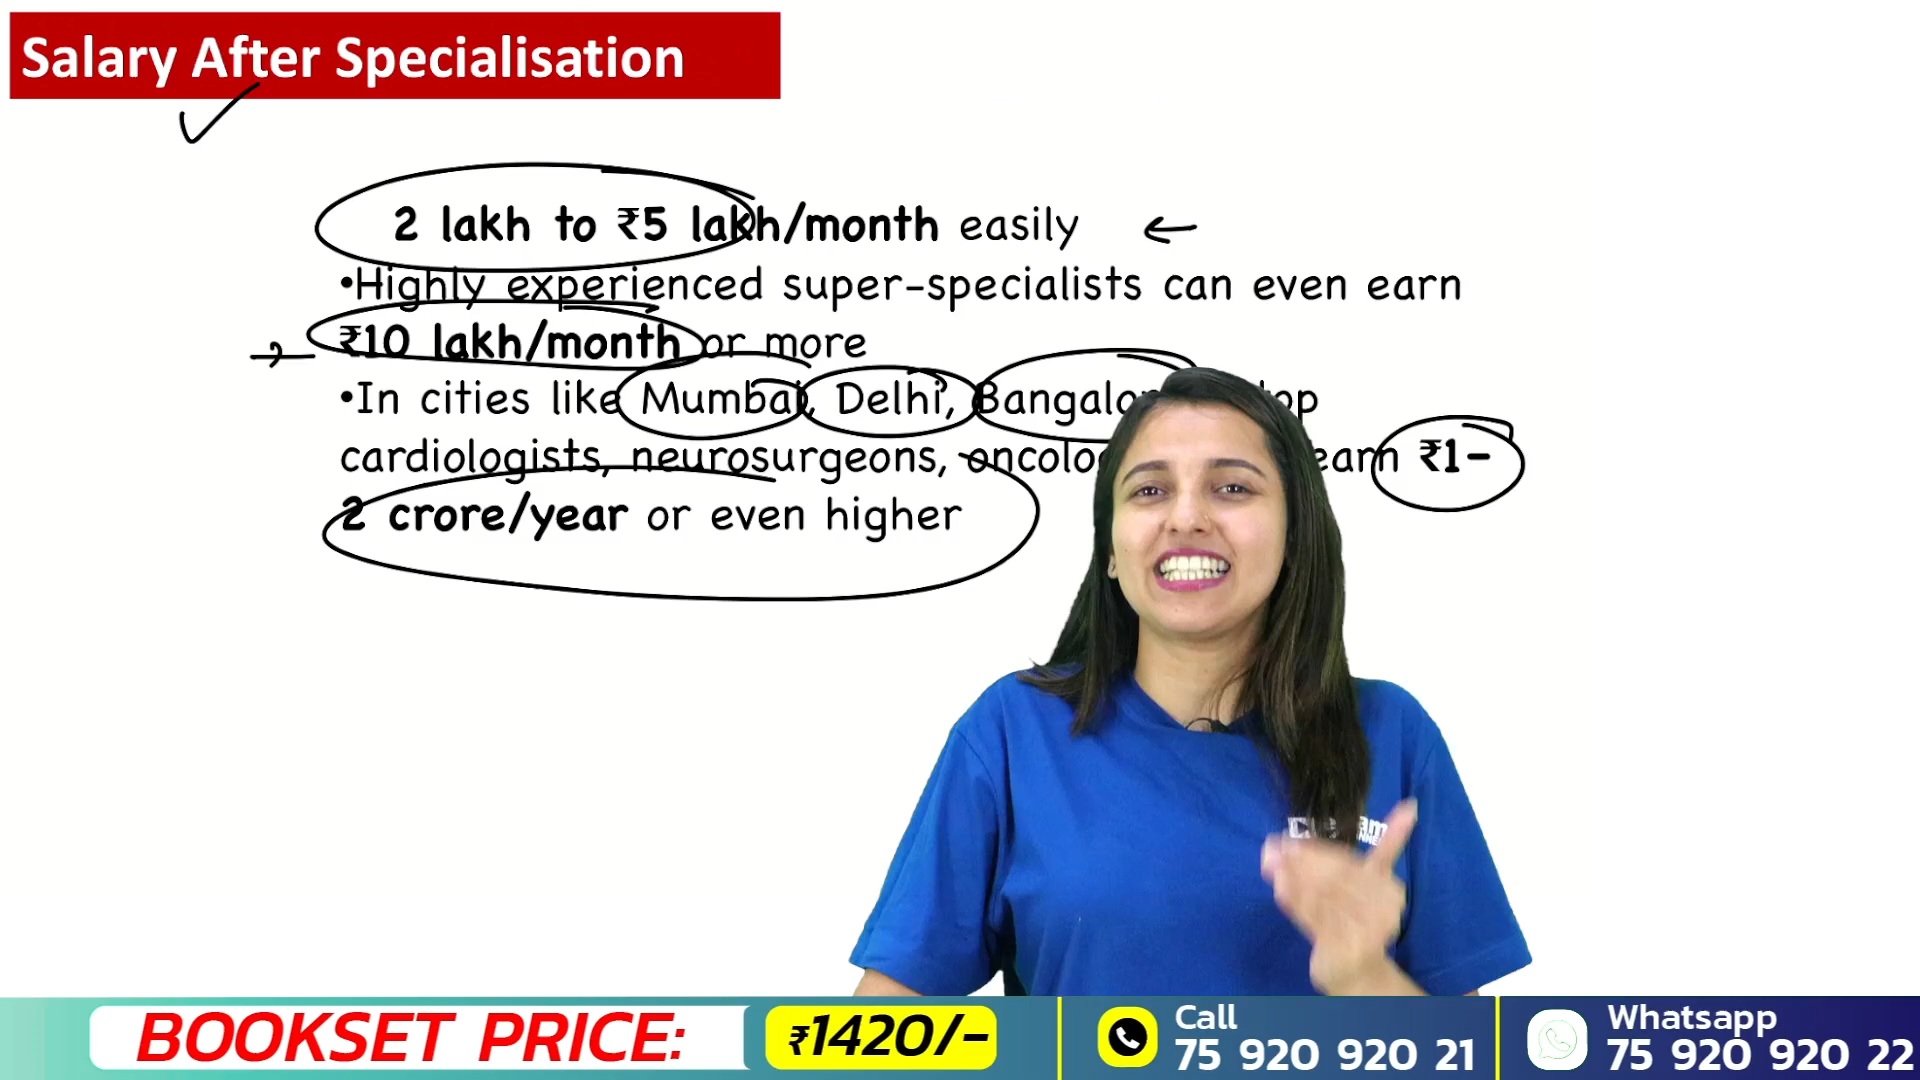 Salary After Specialisation
2 lakh to ₹5 lakh/month easily
•Highly experienced super-specialists can even earn
₹10 lakh/month or more
•In cities like Mumbai, Delhi,
cardiologists, neurosurgeons, earn ₹1-
2 crore/year or even higher
BOOKSET PRICE: ₹1420/-
Call
75 920 920 21
Whatsapp
75 920 920 22